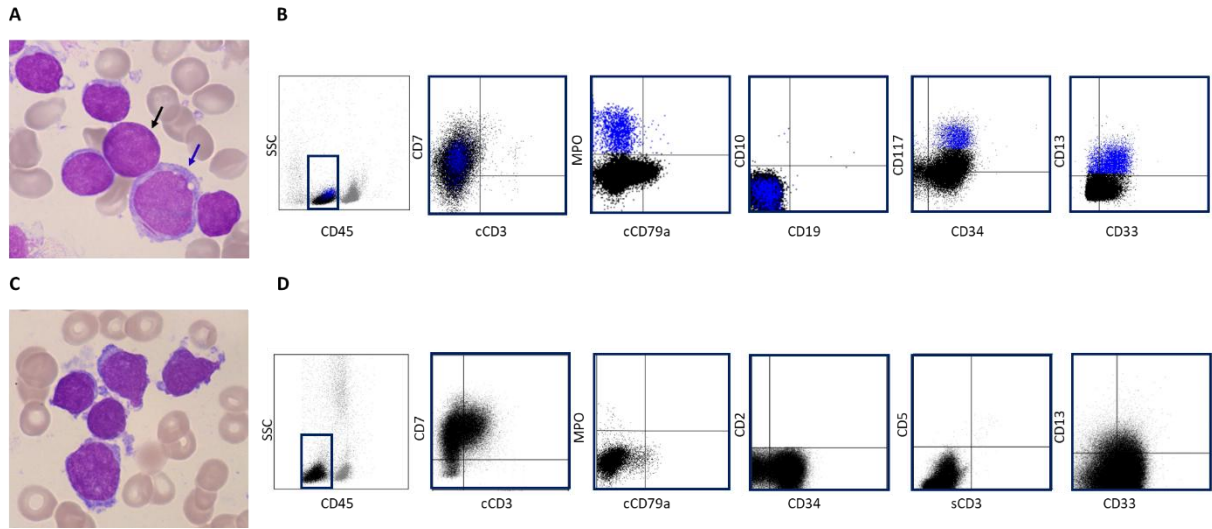 A
B
SSC
CD45
CD7
cCD3
MPO
cCD79a
CD10
CD19
CD117
CD34
CD13
CD33
C
D
SSC
CD45
CD7
cCD3
MPO
cCD79a
CD2
CD34
CD5
sCD3
CD13
CD33